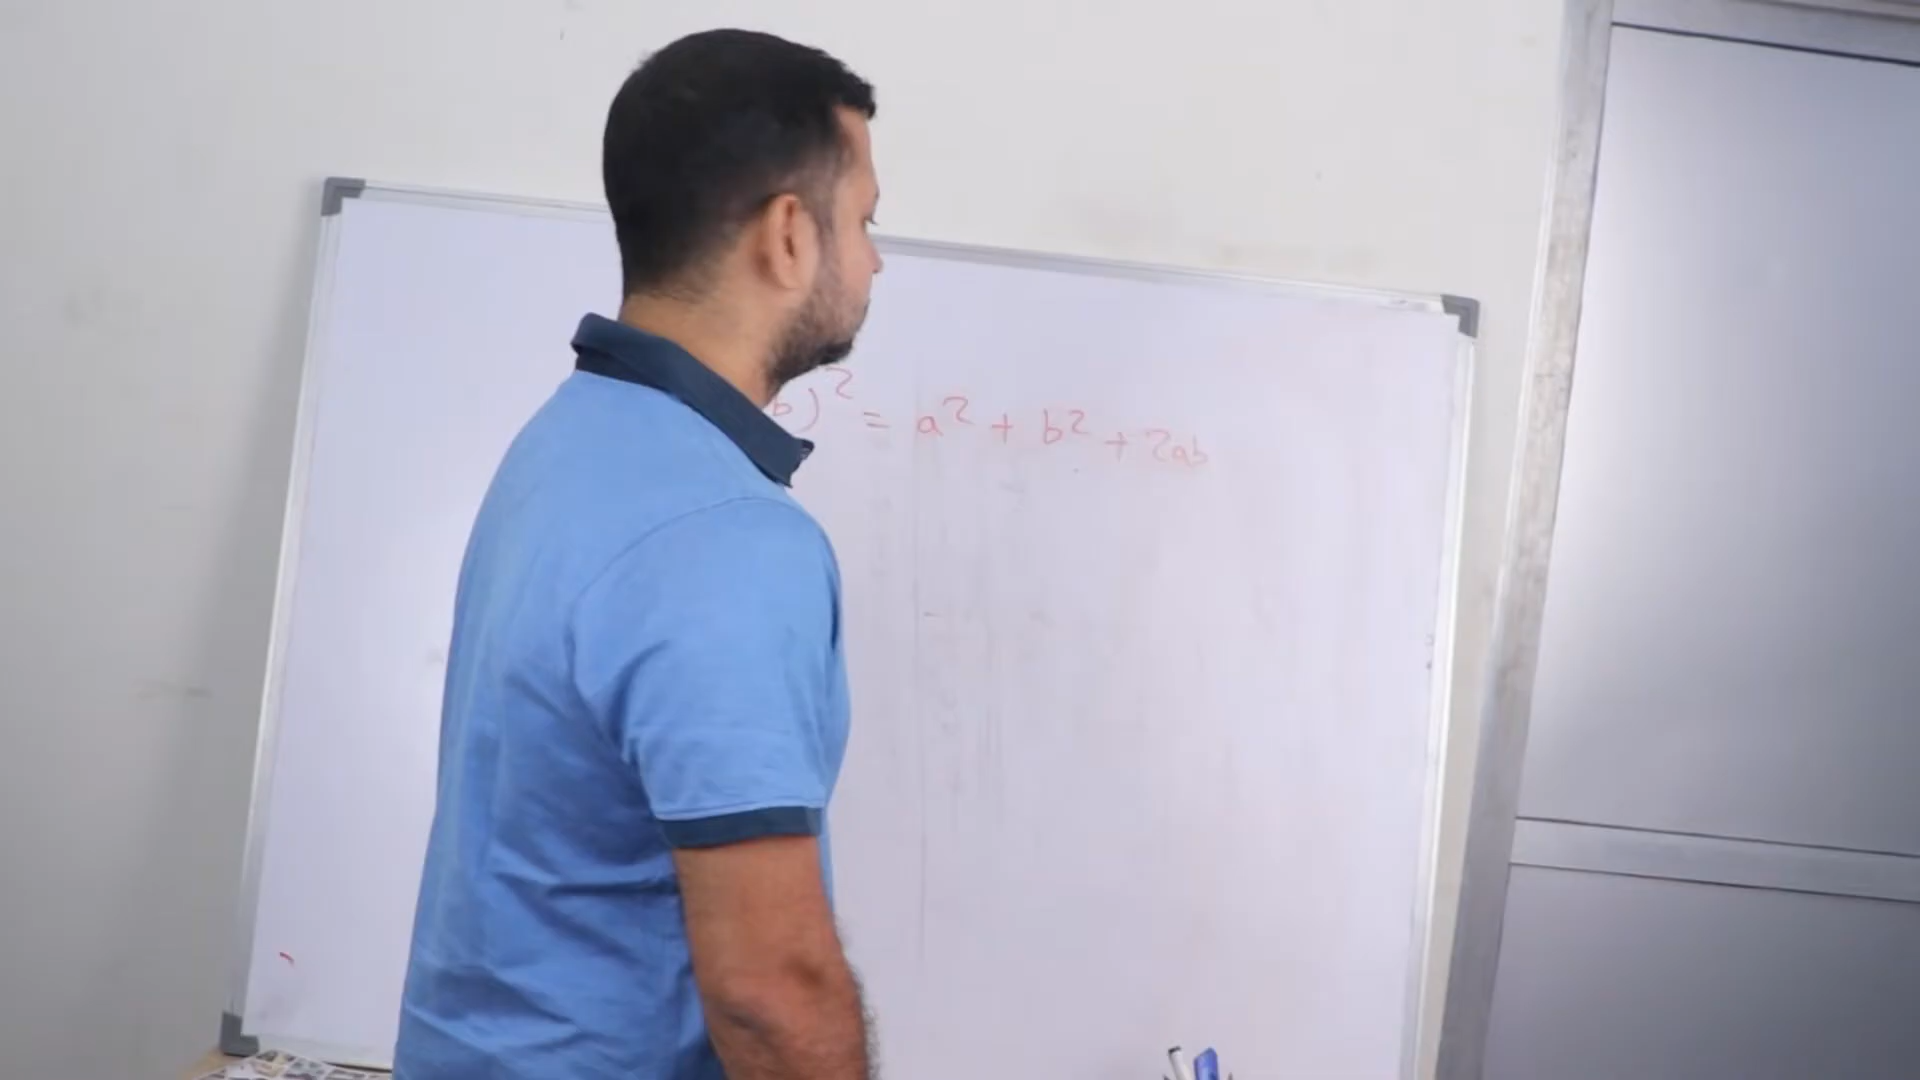 b)² = a² + b² + 2ab